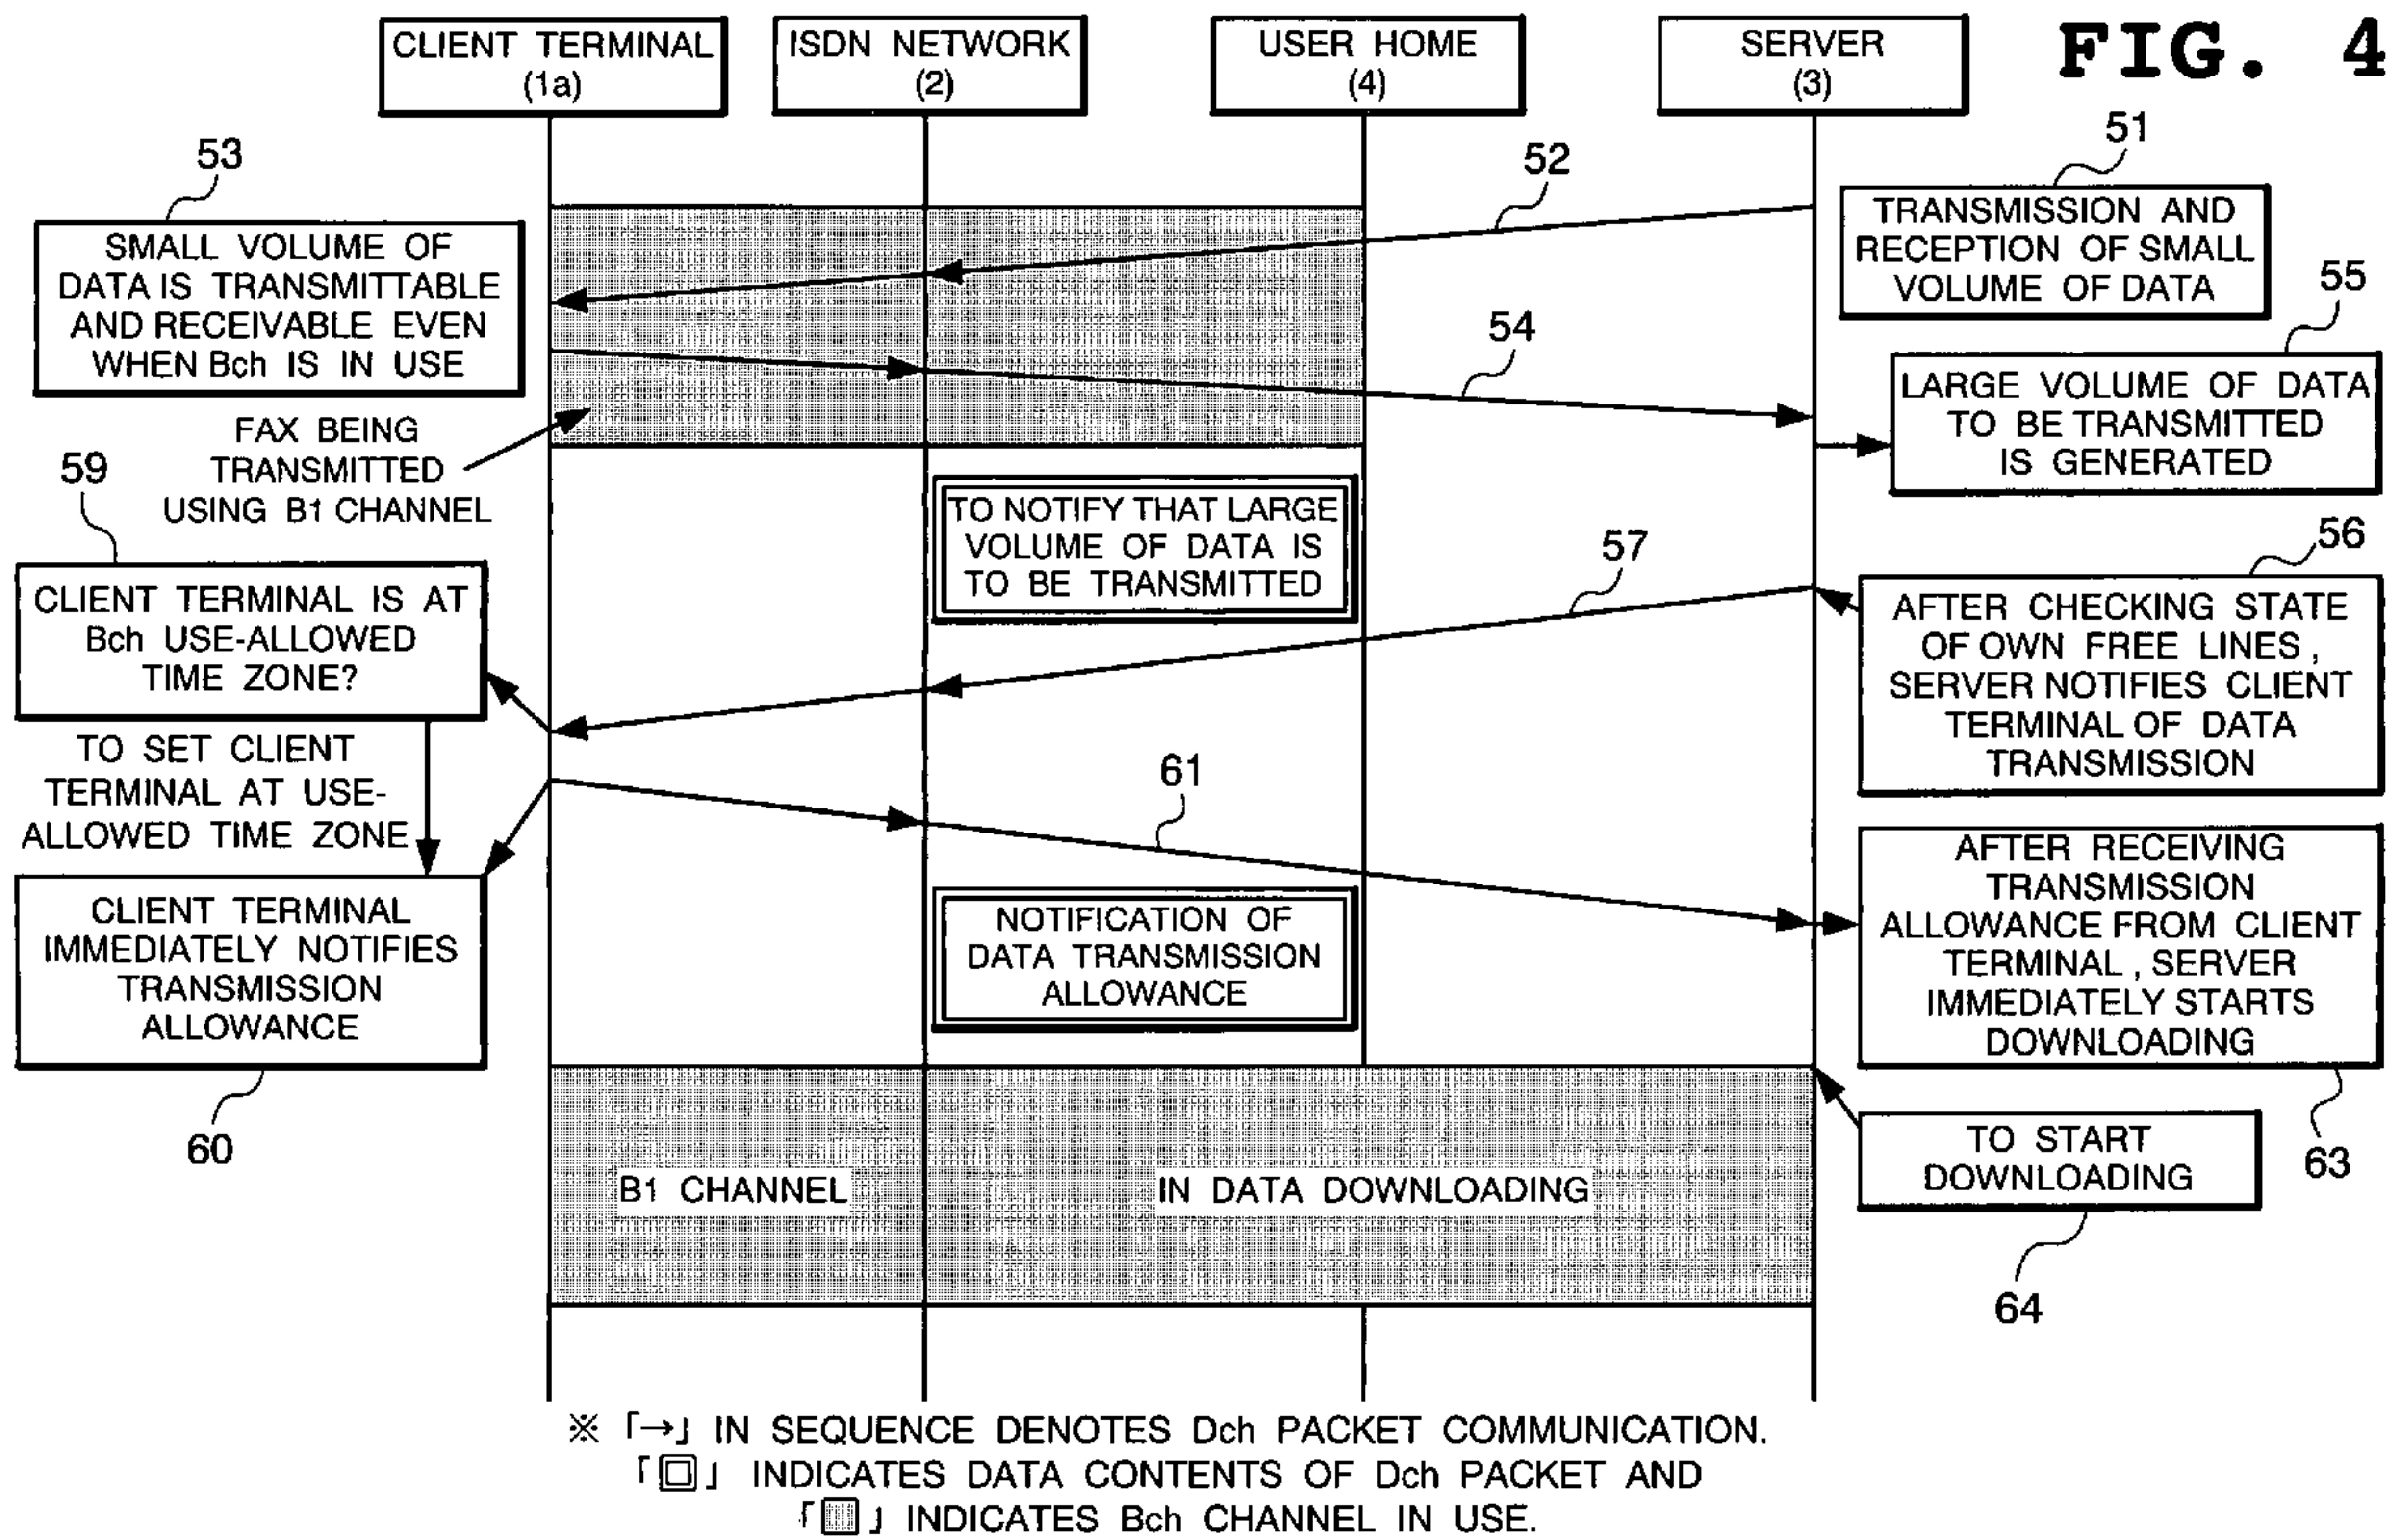 FIG. 4
CLIENT TERMINAL
(1a)
ISDN NETWORK
(2)
USER HOME
(4)
SERVER
(3)
51
TRANSMISSION AND
RECEPTION OF SMALL
VOLUME OF DATA
52
53
SMALL VOLUME OF
DATA IS TRANSMITTABLE
AND RECEIVABLE EVEN
WHEN Bch IS IN USE
54
55
LARGE VOLUME OF DATA
TO BE TRANSMITTED
IS GENERATED
FAX BEING
TRANSMITTED
USING B1 CHANNEL
TO NOTIFY THAT LARGE
VOLUME OF DATA IS
TO BE TRANSMITTED
56
AFTER CHECKING STATE
OF OWN FREE LINES,
SERVER NOTIFIES CLIENT
TERMINAL OF DATA
TRANSMISSION
57
59
CLIENT TERMINAL IS AT
Bch USE-ALLOWED
TIME ZONE?
TO SET CLIENT
TERMINAL AT USE-
ALLOWED TIME ZONE
CLIENT TERMINAL
IMMEDIATELY NOTIFIES
TRANSMISSION
ALLOWANCE
60
61
NOTIFICATION OF
DATA TRANSMISSION
ALLOWANCE
AFTER RECEIVING
TRANSMISSION
ALLOWANCE FROM CLIENT
TERMINAL, SERVER
IMMEDIATELY STARTS
DOWNLOADING
63
TO START
DOWNLOADING
64
B1 CHANNEL
IN DATA DOWNLOADING
※ 「→」 IN SEQUENCE DENOTES Dch PACKET COMMUNICATION.
「回」 INDICATES DATA CONTENTS OF Dch PACKET AND
「▩」 INDICATES Bch CHANNEL IN USE.